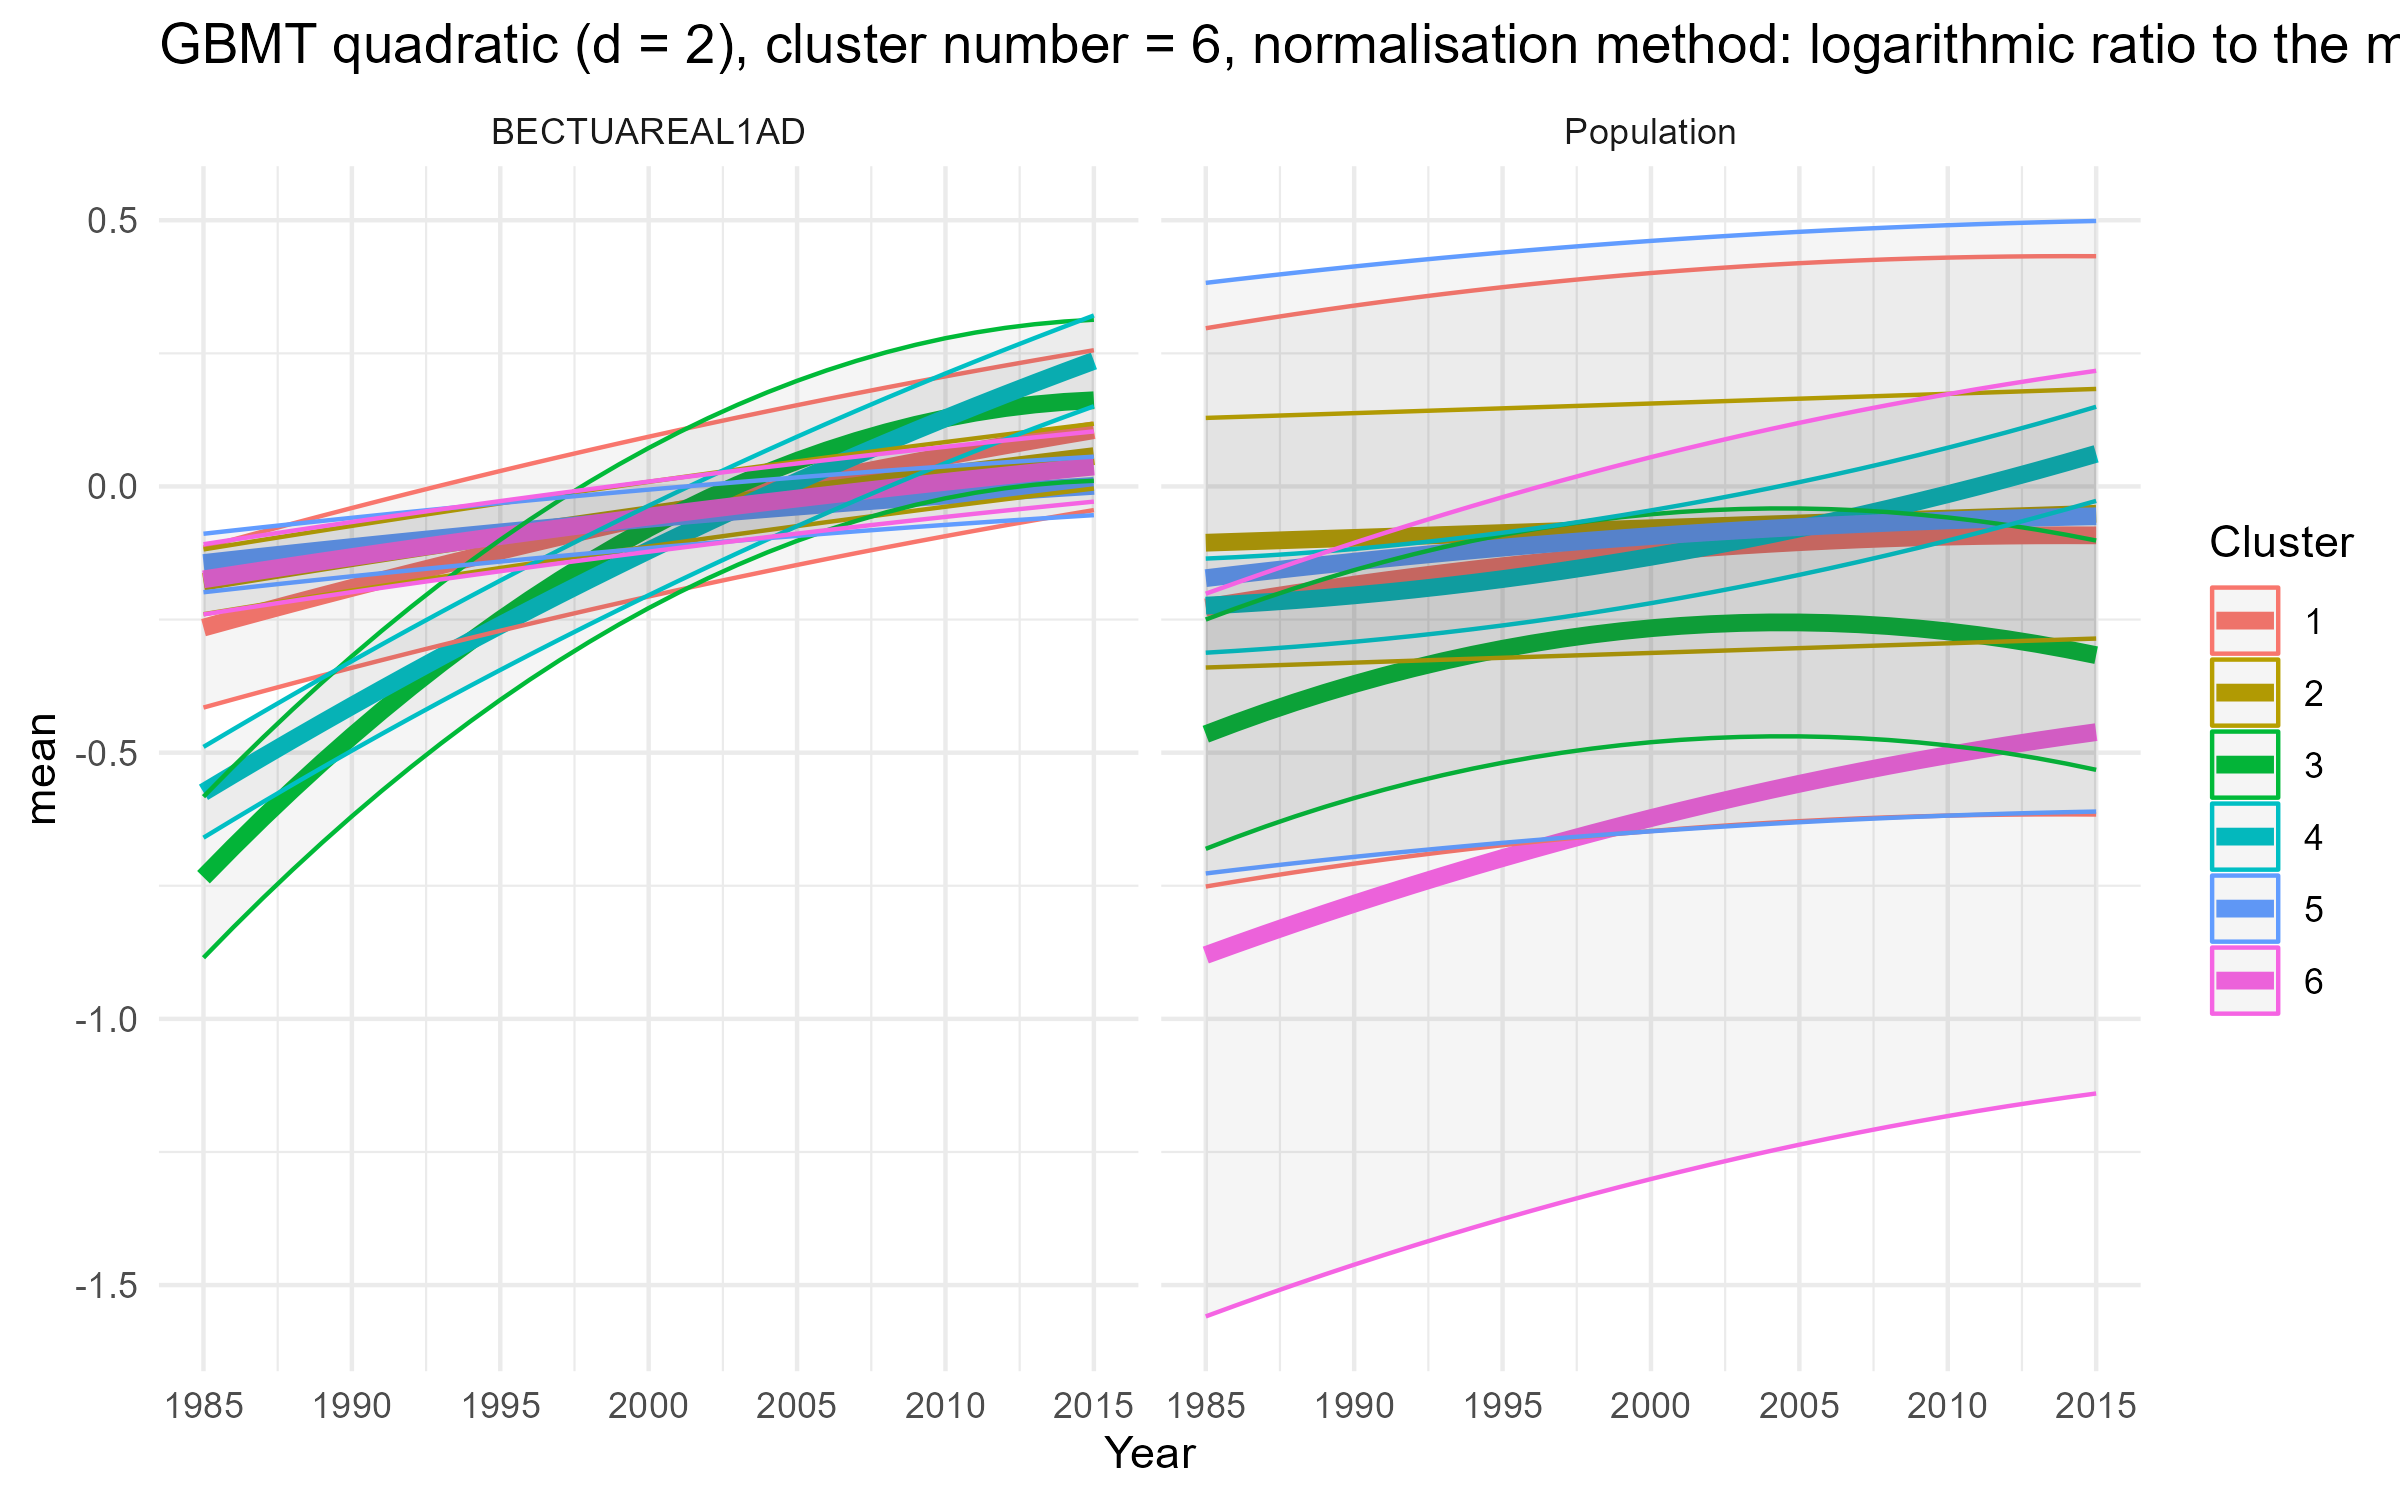 GBMT quadratic (d = 2), cluster number = 6, normalisation method: logarithmic ratio to the
BECTUAREAL1AD
Population
0.5
0.0
-0.5
-1.0
-1.5
mean
1985 1990 1995 2000 2005 2010 2015
1985 1990 1995 2000 2005 2010 2015
Year
Cluster
1
2
3
4
5
6